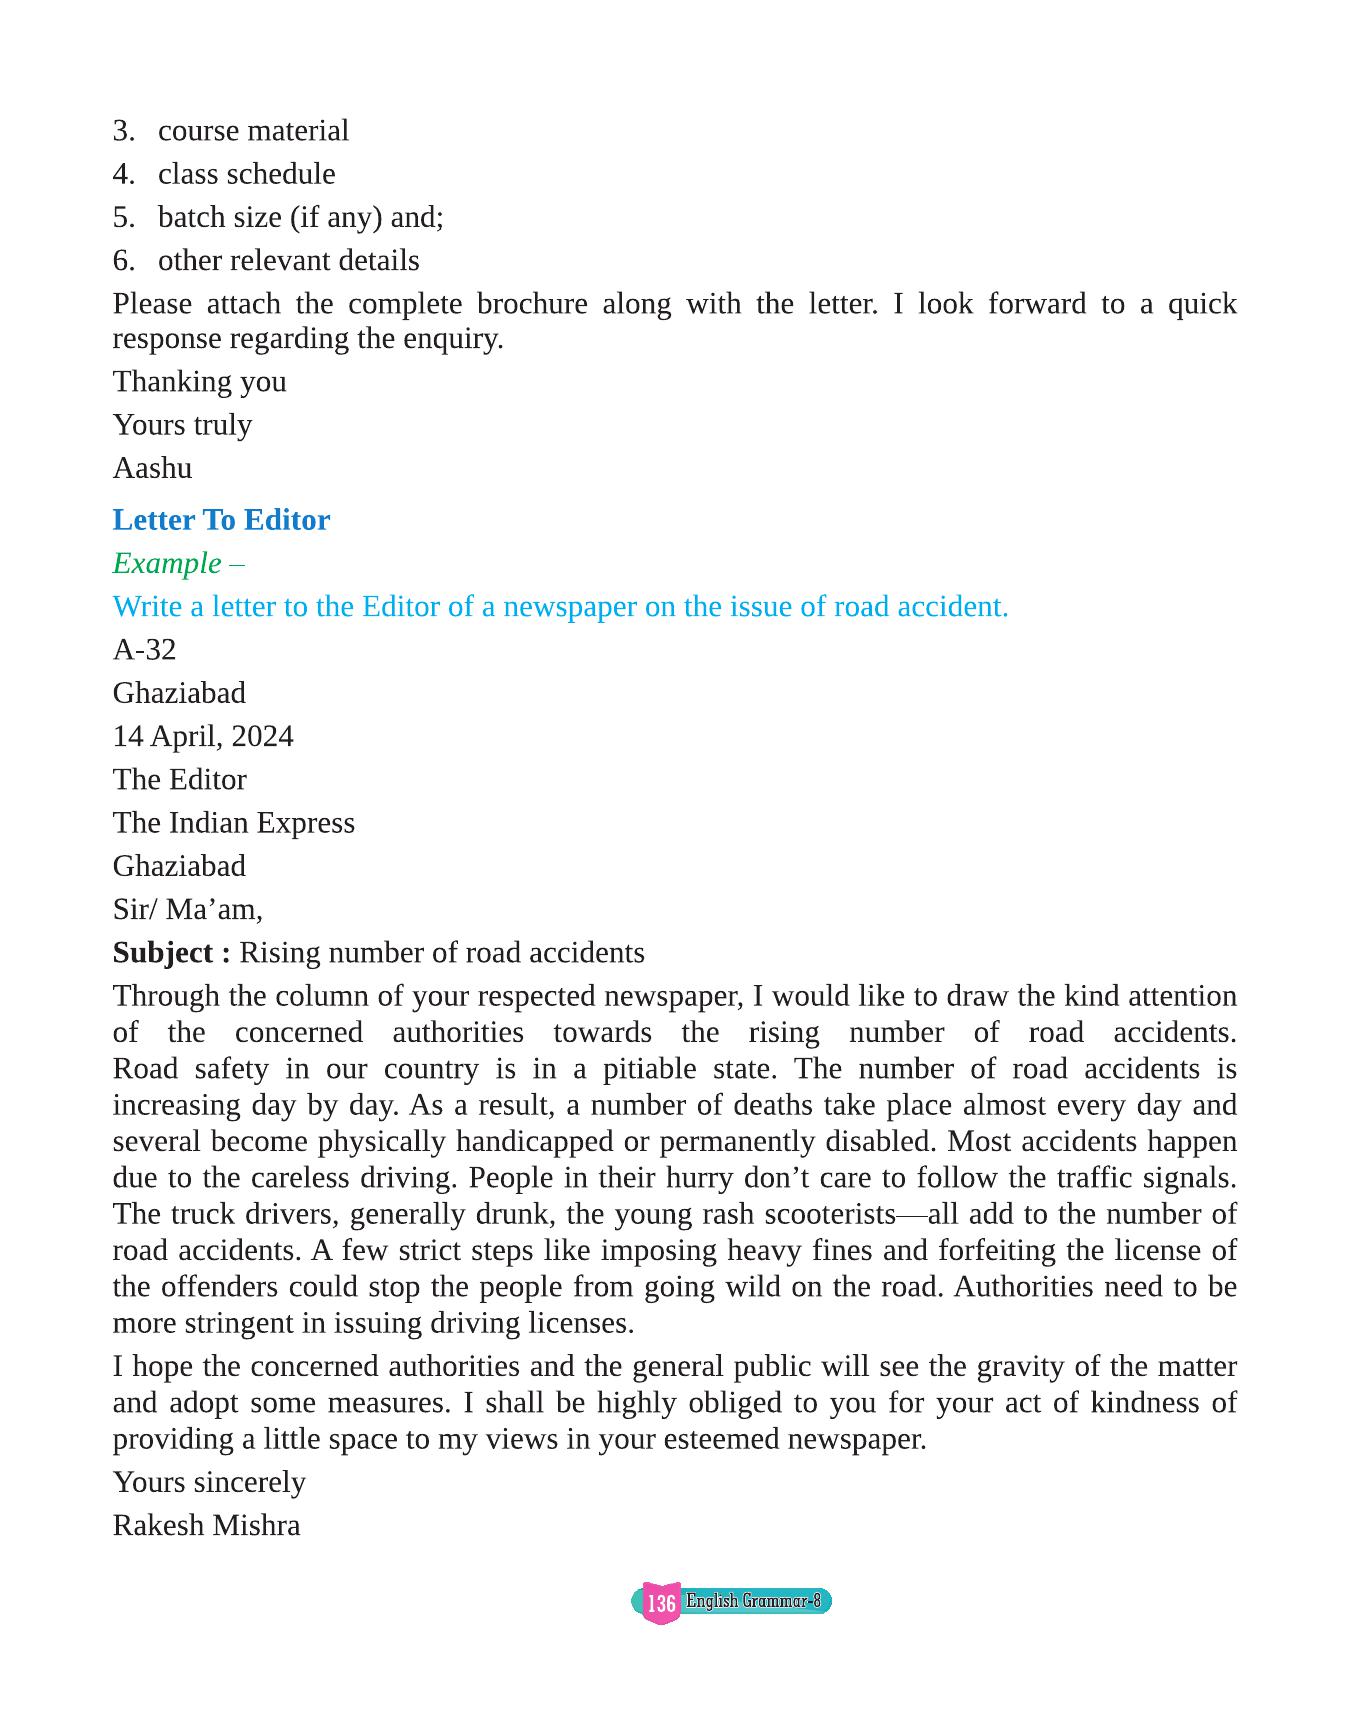 3. course material
4. class schedule
5. batch size (if any) and;
6. other relevant details
Please attach the complete brochure along with the letter. I look forward to a quick
response regarding the enquiry.
Thanking you
Yours truly
Aashu
Letter To Editor
Example –
Write a letter to the Editor of a newspaper on the issue of road accident.
A-32
Ghaziabad
14 April, 2024
The Editor
The Indian Express
Ghaziabad
Sir/ Ma’am,
Subject : Rising number of road accidents
Through the column of your respected newspaper, I would like to draw the kind attention
of the concerned authorities towards the rising number of road accidents.
Road safety in our country is in a pitiable state. The number of road accidents is
increasing day by day. As a result, a number of deaths take place almost every day and
several become physically handicapped or permanently disabled. Most accidents happen
due to the careless driving. People in their hurry don’t care to follow the traffic signals.
The truck drivers, generally drunk, the young rash scooterists—all add to the number of
road accidents. A few strict steps like imposing heavy fines and forfeiting the license of
the offenders could stop the people from going wild on the road. Authorities need to be
more stringent in issuing driving licenses.
I hope the concerned authorities and the general public will see the gravity of the matter
and adopt some measures. I shall be highly obliged to you for your act of kindness of
providing a little space to my views in your esteemed newspaper.
Yours sincerely
Rakesh Mishra
136 English Grammar-8